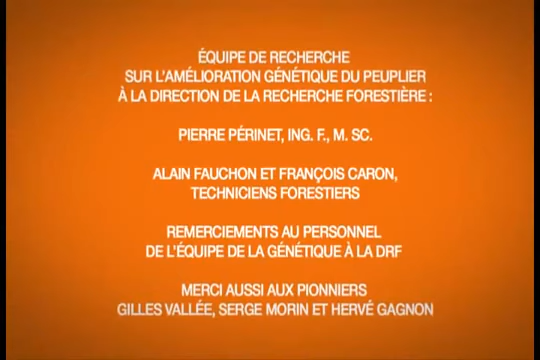 ÉQUIPE DE RECHERCHE
SUR L'AMÉLIORATION GÉNÉTIQUE DU PEUPLIER
À LA DIRECTION DE LA RECHERCHE FORESTIÈRE :
PIERRE PÉRINET, ING. F., M. SC.
ALAIN FAUCHON ET FRANÇOIS CARON,
TECHNICIENS FORESTIERS
REMERCIEMENTS AU PERSONNEL
DE L'ÉQUIPE DE LA GÉNÉTIQUE À LA DRF
MERCI AUSSI AUX PIONNIERS
GILLES VALLÉE, SERGE MORIN ET HERVÉ GAGNON